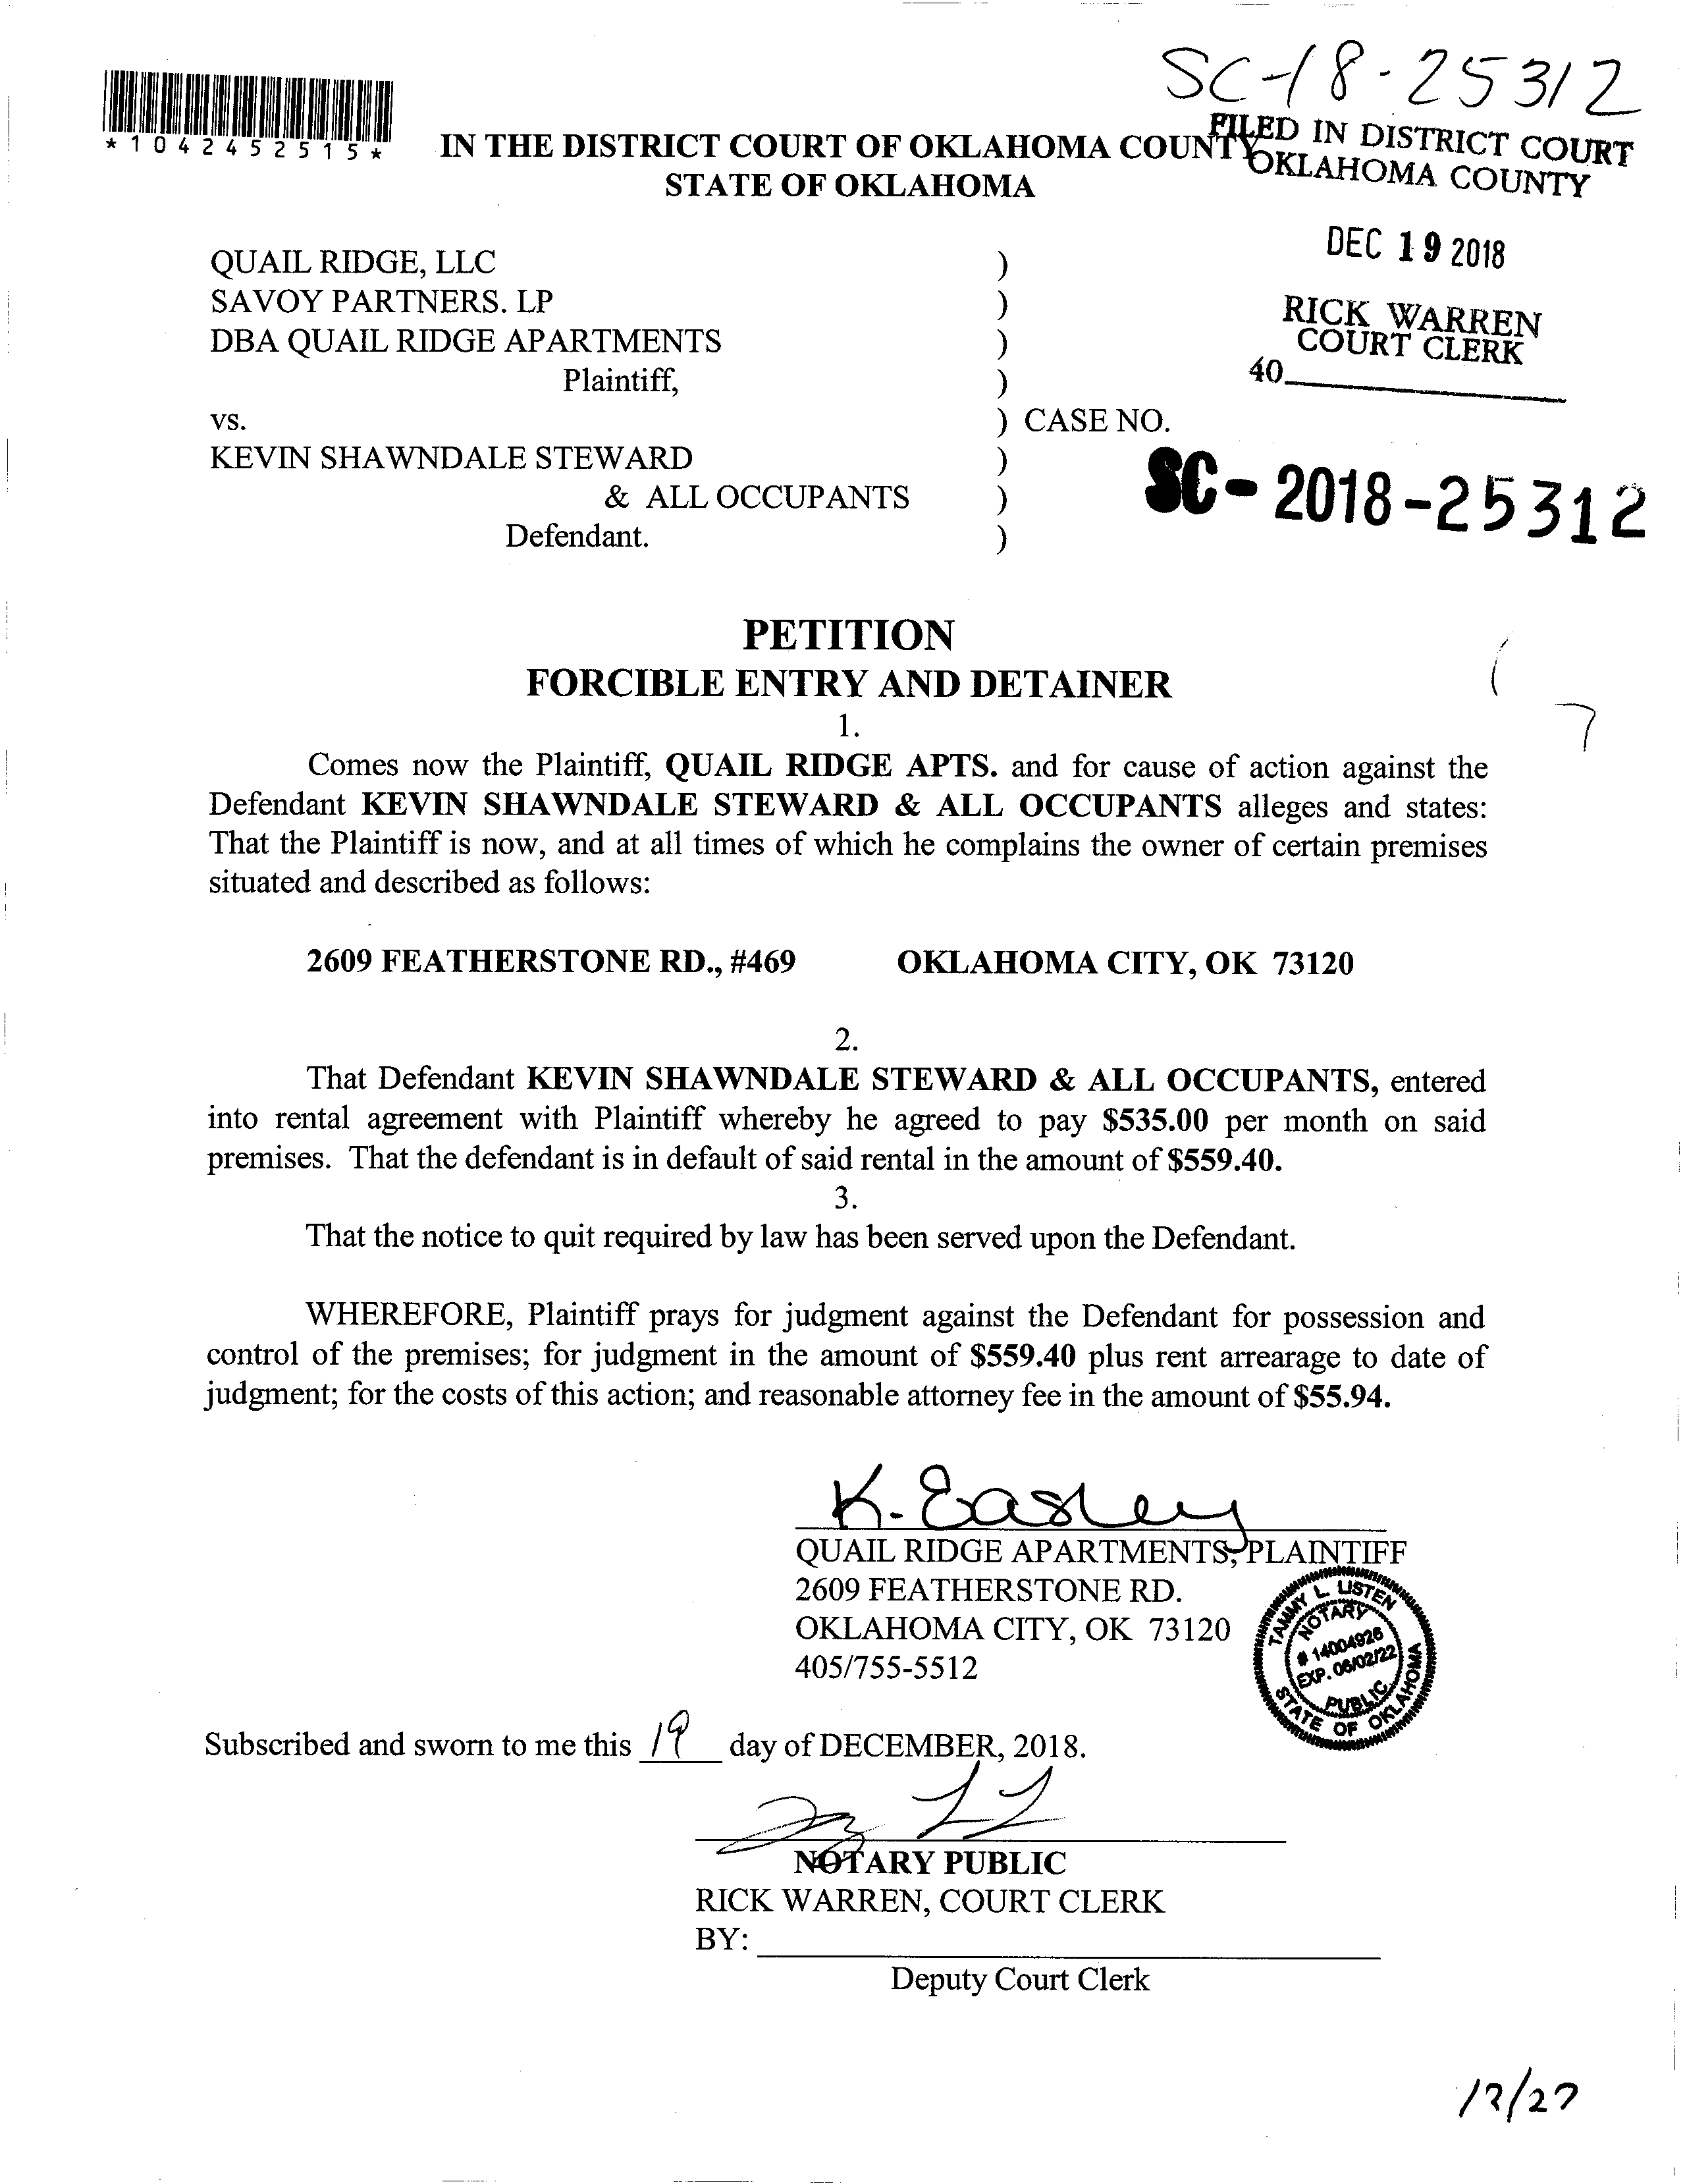 SC-18-25312
*1042452515*
IN THE DISTRICT COURT OF OKLAHOMA COUNTY
STATE OF OKLAHOMA
FILED IN DISTRICT COURT
OKLAHOMA COUNTY
DEC 19 2018
RICK WARREN
COURT CLERK
40
QUAIL RIDGE, LLC )
SAVOY PARTNERS. LP )
DBA QUAIL RIDGE APARTMENTS )
Plaintiff, )
vs. ) CASE NO.
KEVIN SHAWNDALE STEWARD )
& ALL OCCUPANTS )
Defendant. )
SC-2018-25312
PETITION
FORCIBLE ENTRY AND DETAINER
1.
Comes now the Plaintiff, QUAIL RIDGE APTS. and for cause of action against the
Defendant KEVIN SHAWNDALE STEWARD & ALL OCCUPANTS alleges and states:
That the Plaintiff is now, and at all times of which he complains the owner of certain premises
situated and described as follows:
2609 FEATHERSTONE RD., #469 OKLAHOMA CITY, OK 73120
2.
That Defendant KEVIN SHAWNDALE STEWARD & ALL OCCUPANTS, entered
into rental agreement with Plaintiff whereby he agreed to pay $535.00 per month on said
premises. That the defendant is in default of said rental in the amount of $559.40.
3.
That the notice to quit required by law has been served upon the Defendant.
WHEREFORE, Plaintiff prays for judgment against the Defendant for possession and
control of the premises; for judgment in the amount of $559.40 plus rent arrearage to date of
judgment; for the costs of this action; and reasonable attorney fee in the amount of $55.94.
K. Easley
QUAIL RIDGE APARTMENTS, PLAINTIFF
2609 FEATHERSTONE RD.
OKLAHOMA CITY, OK 73120
405/755-5512
TAMMY L. LISTEN
NOTARY
# 14004926
EXP. 06/02/22
PUBLIC
STATE OF OKLAHOMA
Subscribed and sworn to me this 19 day of DECEMBER, 2018.
NOTARY PUBLIC
RICK WARREN, COURT CLERK
BY:
Deputy Court Clerk
12/27